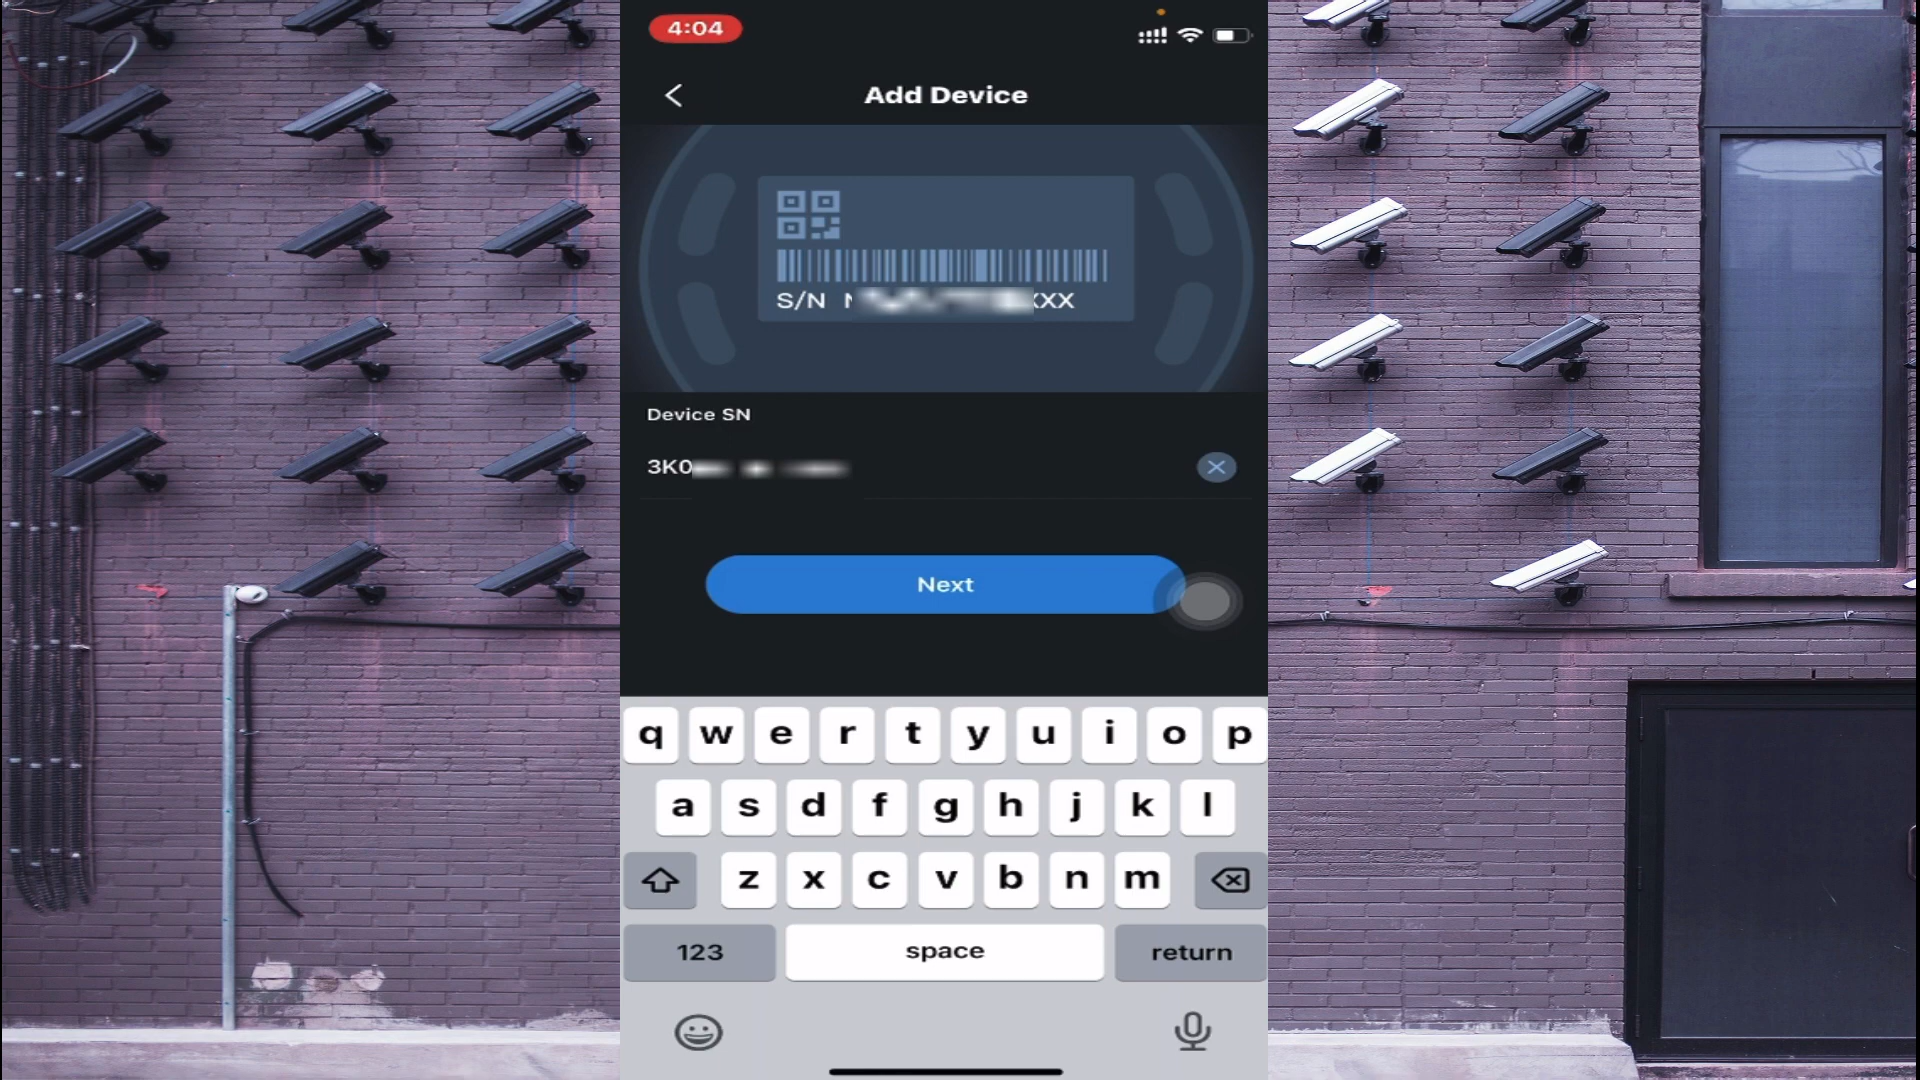 4:04
Add Device
S/N
XX
Device SN
3K0
Next
q w e r t y u i o p
a s d f g h j k l
z x c v b n m
123 space return